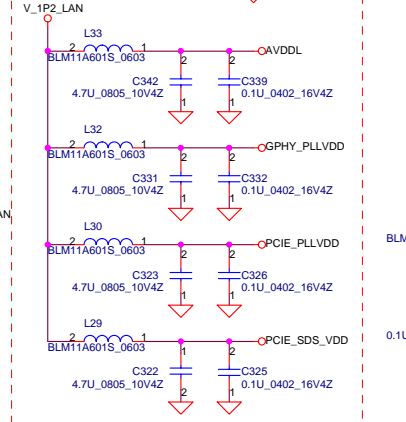 V_1P2_LAN
L33
2 1 AVDDL
BLM11A601S_0603
2 2
C342 C339
4.7U_0805_10V4Z 0.1U_0402_16V4Z
1 1
L32
2 1 GPHY_PLLVDD
BLM11A601S_0603
2 2
C331 C332
4.7U_0805_10V4Z 0.1U_0402_16V4Z
1 1
L30
2 1 PCIE_PLLVDD
BLM11A601S_0603
2 2
C323 C326
4.7U_0805_10V4Z 0.1U_0402_16V4Z
1 1
L29
2 1 PCIE_SDS_VDD
BLM11A601S_0603
1 2
C322 C325
4.7U_0805_10V4Z 0.1U_0402_16V4Z
2 1
AN
BLM
0.1U